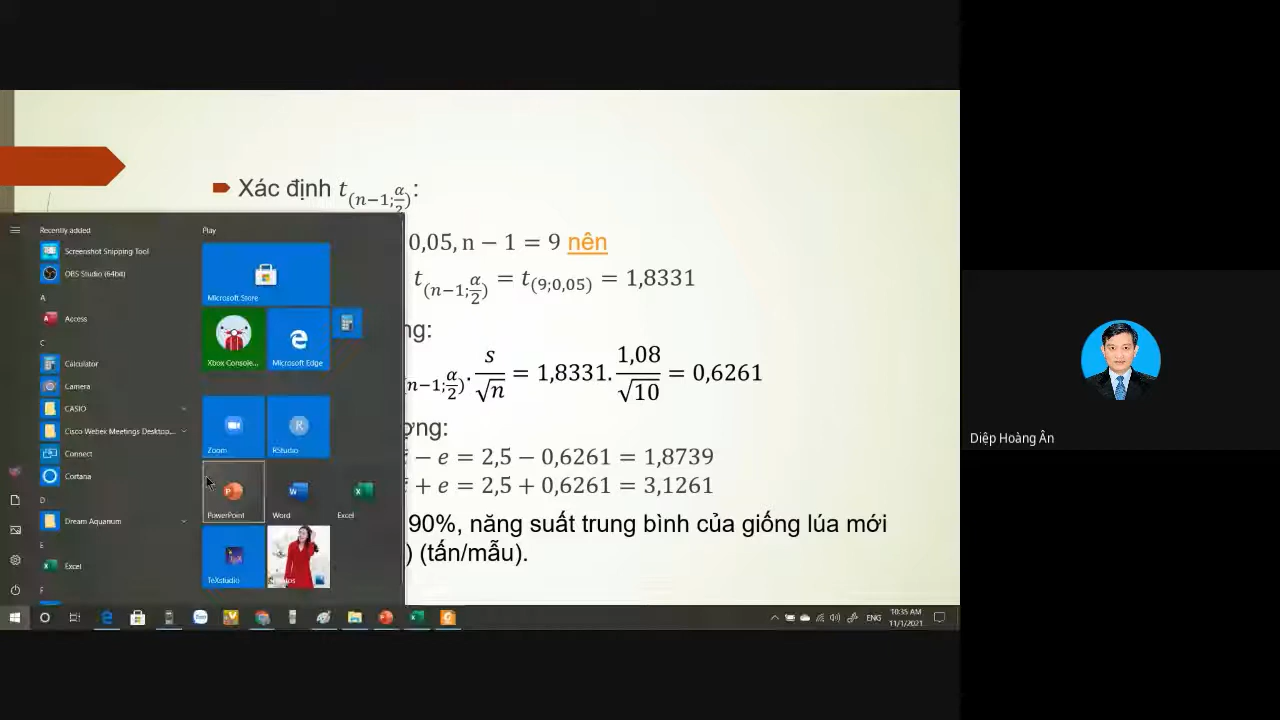 Xác định t(n−1;α/2):
0,05, n − 1 = 9 nên
t(n−1;α/2) = t(9;0,05) = 1,8331
ng:
(n−1;α/2) . s/√n = 1,8331. 1,08/√10 = 0,6261
ợng:
− e = 2,5 − 0,6261 = 1,8739
+ e = 2,5 + 0,6261 = 3,1261
90%, năng suất trung bình của giống lúa mới
) (tấn/mẫu).
Recently added
Screenshot Snipping Tool
OBS Studio (64bit)
A
Access
C
Calculator
Camera
CASIO
Cisco Webex Meetings Desktop...
Connect
Cortana
D
Dream Aquarium
E
Excel
F
Play
Microsoft Store
Xbox Console...
Microsoft Edge
Zoom
RStudio
PowerPoint
Word
Excel
TeXstudio
ENG
10:35 AM
11/1/2021
Diệp Hoàng Ân